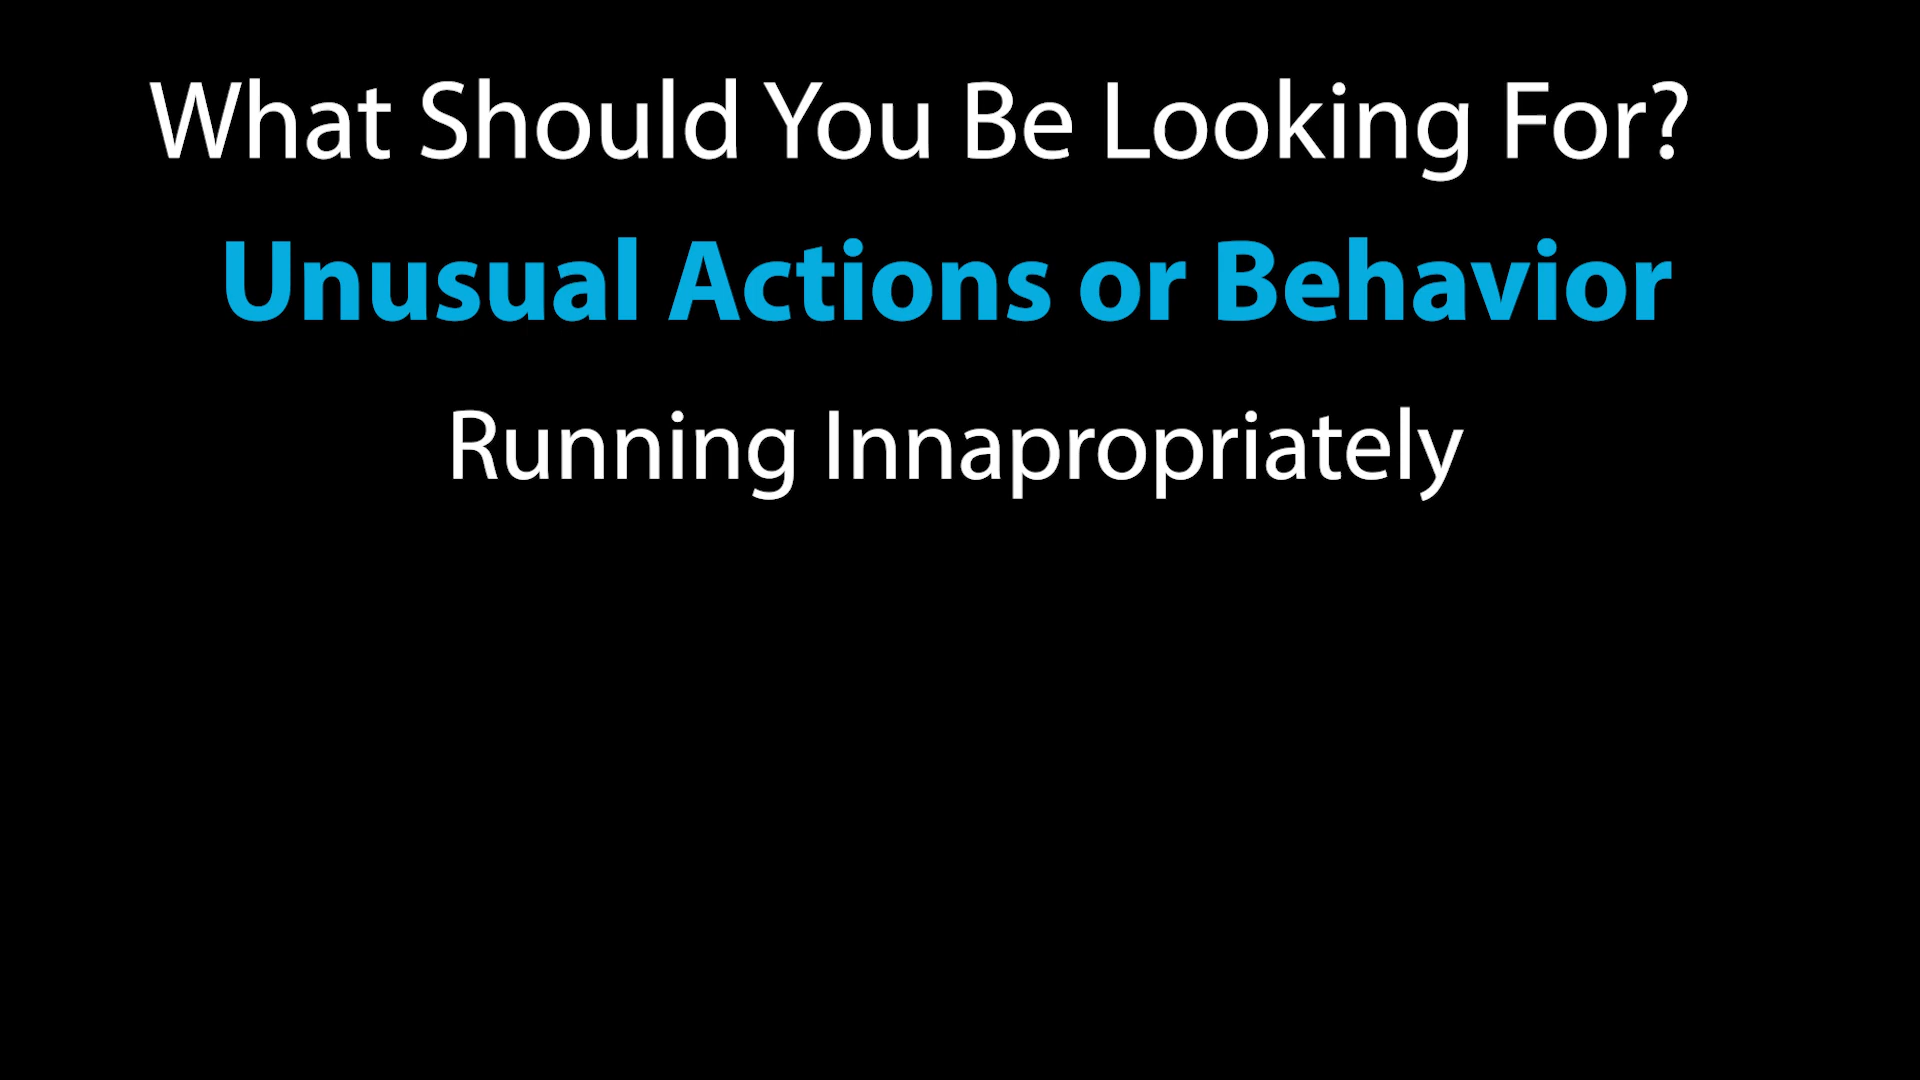 What Should You Be Looking For?
Unusual Actions or Behavior
Running Innapropriately